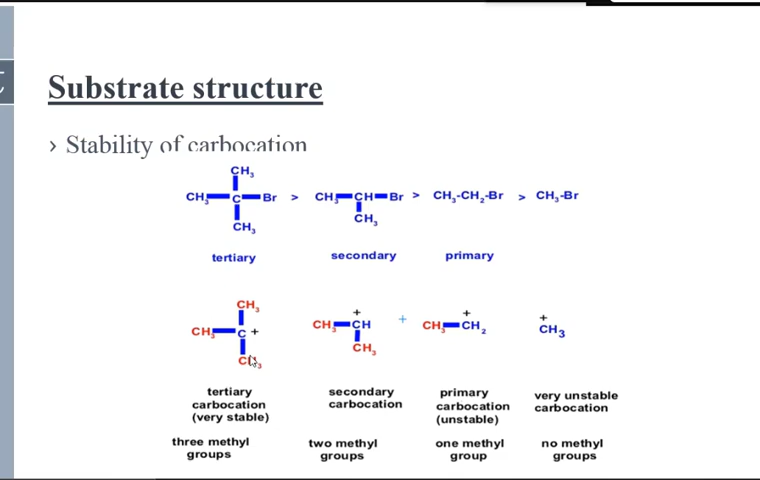 Substrate structure
› Stability of carbocation
CH₃
CH₃ C Br > CH₃ CH Br > CH₃-CH₂-Br > CH₃-Br
CH₃ CH₃
tertiary secondary primary
CH₃ + + +
CH₃ C + CH₃ CH + CH₃ CH₂ CH₃
CH₃
tertiary carbocation (very stable)
secondary carbocation
primary carbocation (unstable)
very unstable carbocation
three methyl groups
two methyl groups
one methyl group
no methyl groups